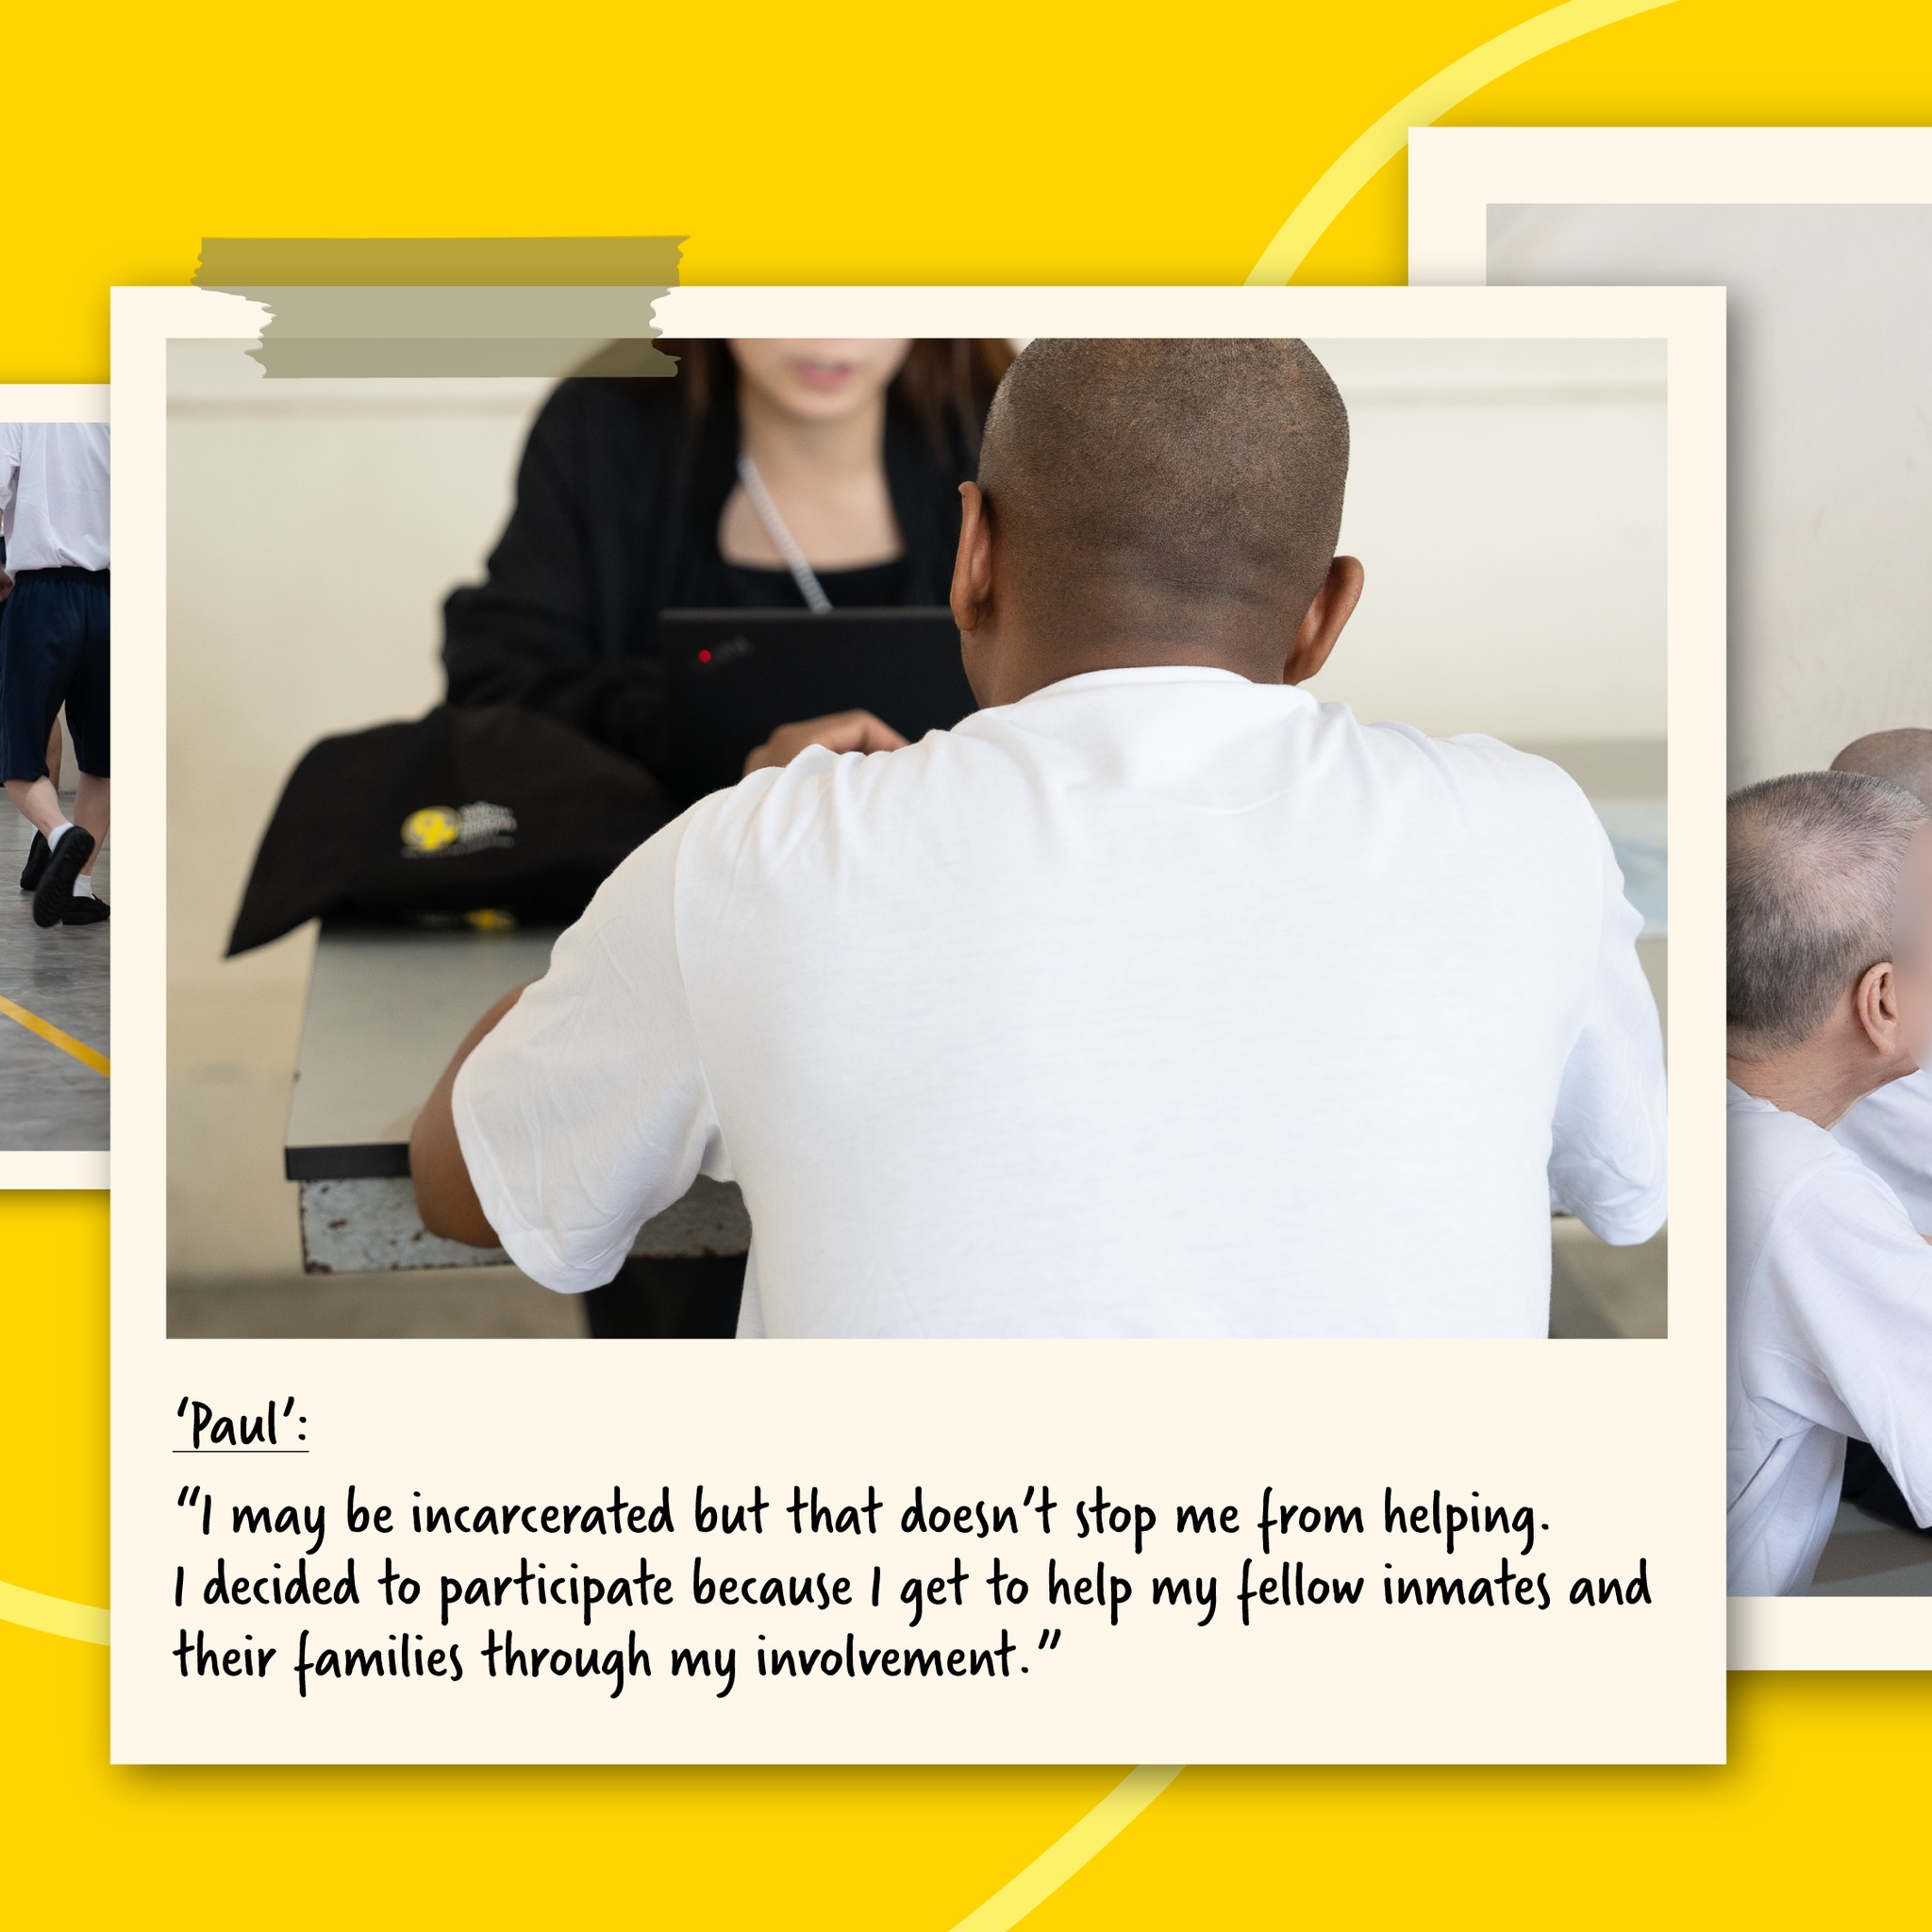 ‘Paul’:
“I may be incarcerated but that doesn’t stop me from helping.
I decided to participate because I get to help my fellow inmates and
their families through my involvement.”